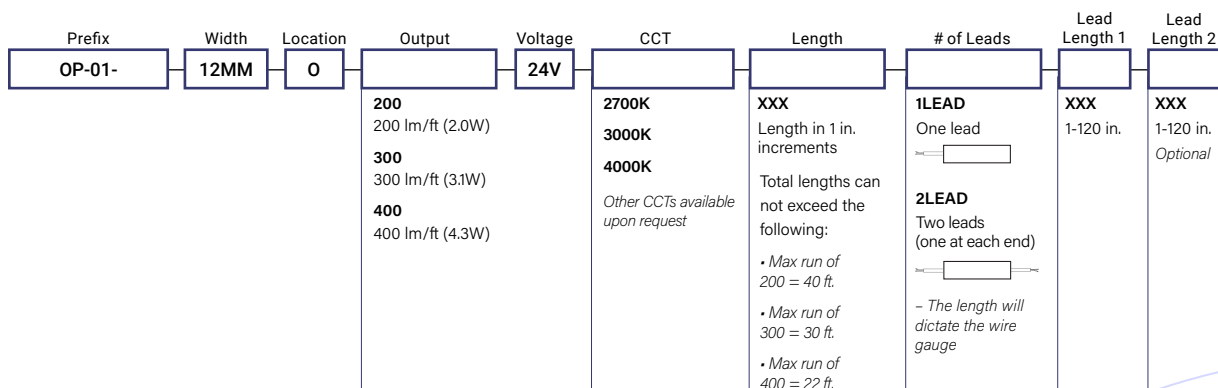 Prefix
Width
Location
Output
Voltage
CCT
Length
# of Leads
Lead
Length 1
Lead
Length 2
OP-01-
12MM
O
24V
200
200 lm/ft (2.0W)
300
300 lm/ft (3.1W)
400
400 lm/ft (4.3W)
2700K
3000K
4000K
Other CCTs available
upon request
XXX
Length in 1 in.
increments
Total lengths can
not exceed the
following:
• Max run of
200 = 40 ft.
• Max run of
300 = 30 ft.
• Max run of
400 = 22 ft.
1LEAD
One lead
2LEAD
Two leads
(one at each end)
– The length will
dictate the wire
gauge
XXX
1-120 in.
XXX
1-120 in.
Optional